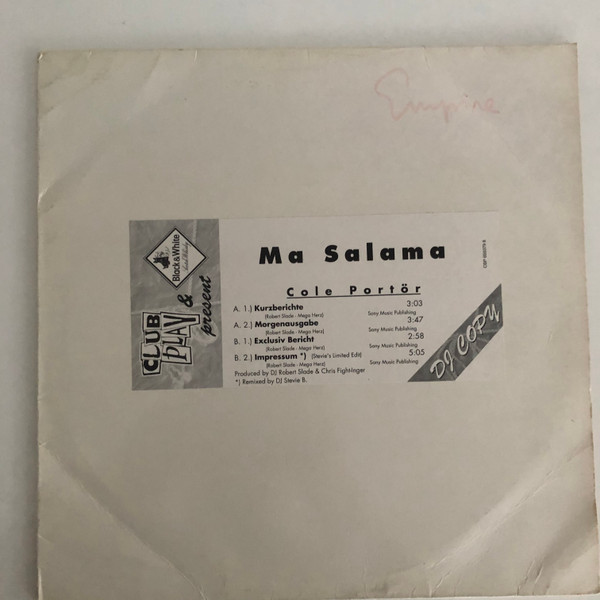 Empire
Black & White
CLUB
PLAY &
present
Ma Salama
Cole Portör
A. 1.) Kurzberichte 3:03
(Robert Slade - Mega Herz) Sony Music Publishing
A. 2.) Morgenausgabe 3:47
(Robert Slade - Mega Herz) Sony Music Publishing
B. 1.) Exclusiv Bericht 2:58
(Robert Slade - Mega Herz) Sony Music Publishing
B. 2.) Impressum *) (Stevie's Limited Edit) 5:05
(Robert Slade - Mega Herz) Sony Music Publishing
Produced by DJ Robert Slade & Chris Fight-Inger
*) Remixed by DJ Stevie B.
DJ COPY